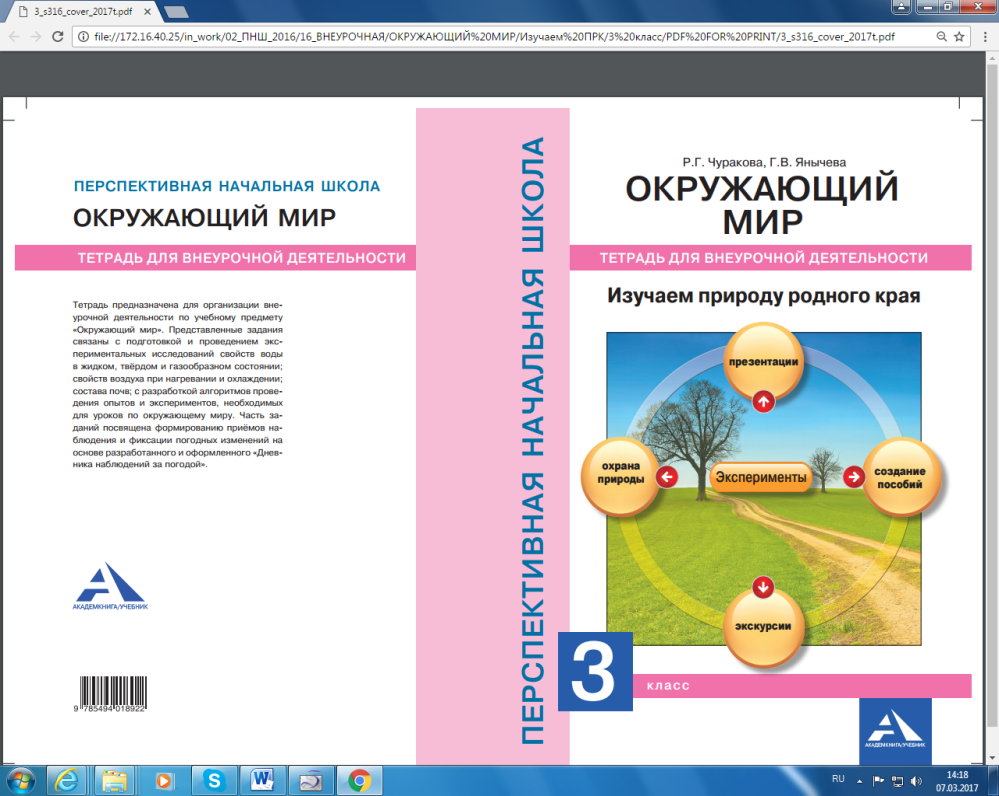 3_s316_cover_2017t.pdf
file://172.16.40.25/in_work/02_ПНШ_2016/16_ВНЕУРОЧНАЯ/ОКРУЖАЮЩИЙ%20МИР/Изучаем%20ПРК/3%20класс/PDF%20FOR%20PRINT/3_s316_cover_2017t.pdf
ПЕРСПЕКТИВНАЯ НАЧАЛЬНАЯ ШКОЛА
ОКРУЖАЮЩИЙ МИР
ТЕТРАДЬ ДЛЯ ВНЕУРОЧНОЙ ДЕЯТЕЛЬНОСТИ
Тетрадь предназначена для организации вне-
урочной деятельности по учебному предмету
«Окружающий мир». Представленные задания
связаны с подготовкой и проведением экс-
периментальных исследований свойств воды
в жидком, твёрдом и газообразном состоянии;
свойств воздуха при нагревании и охлаждении;
состава почв; с разработкой алгоритмов прове-
дения опытов и экспериментов, необходимых
для уроков по окружающему миру. Часть за-
даний посвящена формированию приёмов на-
блюдения и фиксации погодных изменений на
основе разработанного и оформленного «Днев-
ника наблюдений за погодой».
АКАДЕМКНИГА/УЧЕБНИК
9 785494 018922
ПЕРСПЕКТИВНАЯ НАЧАЛЬНАЯ ШКОЛА
Р.Г. Чуракова, Г.В. Янычева
ОКРУЖАЮЩИЙ
МИР
ТЕТРАДЬ ДЛЯ ВНЕУРОЧНОЙ ДЕЯТЕЛЬНОСТИ
Изучаем природу родного края
презентации
охрана
природы
Эксперименты
создание
пособий
экскурсии
3
класс
АКАДЕМКНИГА/УЧЕБНИК
RU
14:18
07.03.2017